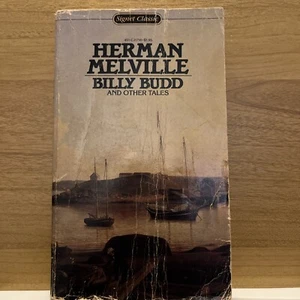 Signet Classic
HERMAN
MELVILLE
BILLY BUDD
AND OTHER TALES